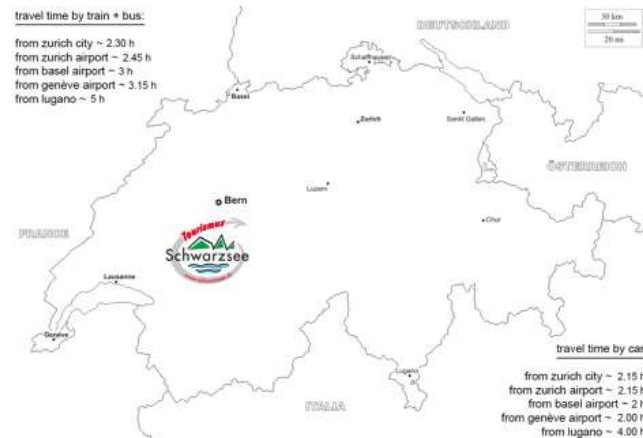 travel time by train + bus:
from zurich city ~ 2.30 h
from zurich airport ~ 2.45 h
from basel airport ~ 3 h
from genève airport ~ 3.15 h
from lugano ~ 5 h
DEUTSCHLAND
30 km
20 mi
Schaffhausen
Basel
Zurich
Sankt Gallen
ÖSTERREICH
Luzern
Bern
Chur
FRANCE
Tourismus
Schwarzsee
Lausanne
Genève
Lugano
ITALIA
travel time by car
from zurich city ~ 2.15 h
from zurich airport ~ 2.15 h
from basel airport ~ 2 h
from genève airport ~ 2.00 h
from lugano ~ 4.00 h